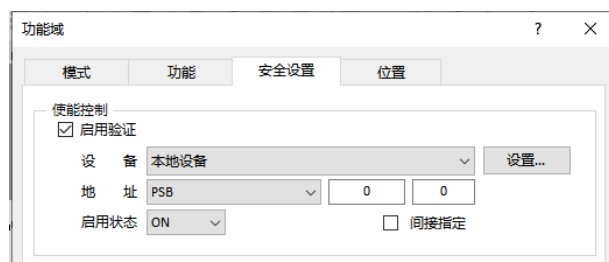 功能域 ?
模式 功能 安全设置 位置
使能控制
启用验证
设 备 本地设备 设置...
地 址 PSB 0 0
启用状态 ON 间接指定